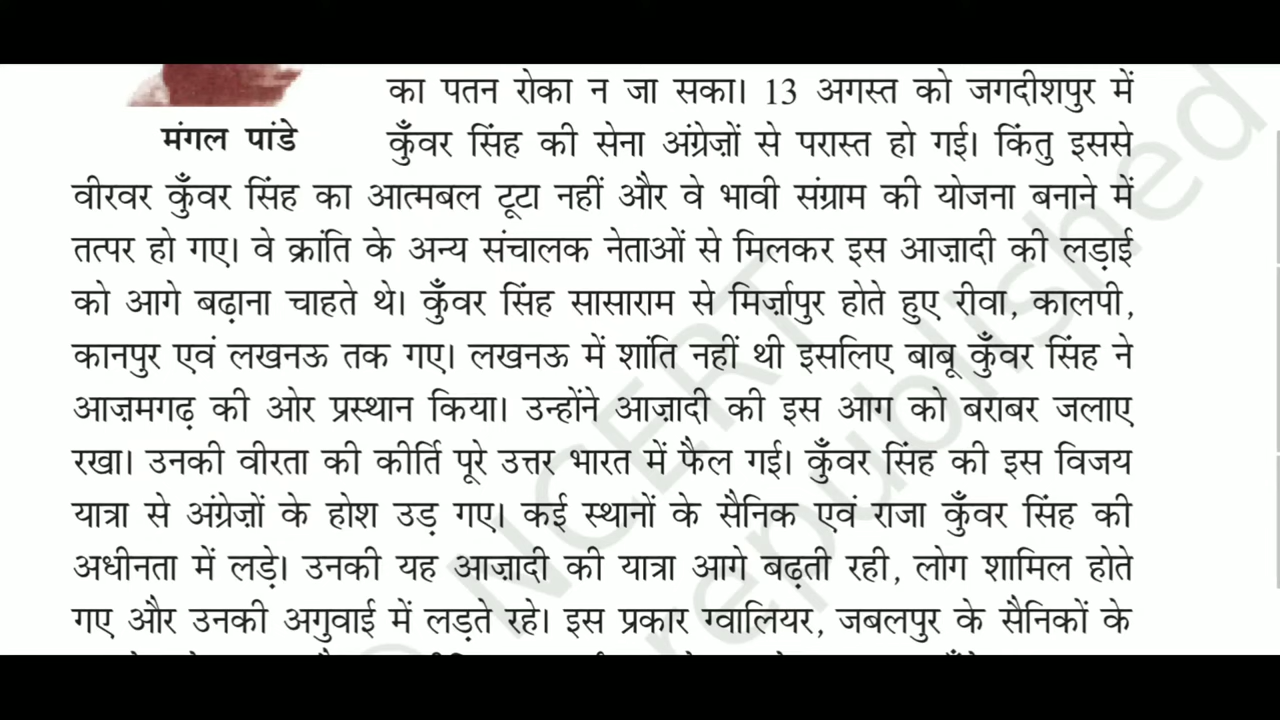 का पतन रोका न जा सका। 13 अगस्त को जगदीशपुर में
मंगल पांडे
कुँवर सिंह की सेना अंग्रेज़ों से परास्त हो गई। किंतु इससे
वीरवर कुँवर सिंह का आत्मबल टूटा नहीं और वे भावी संग्राम की योजना बनाने में
तत्पर हो गए। वे क्रांति के अन्य संचालक नेताओं से मिलकर इस आज़ादी की लड़ाई
को आगे बढ़ाना चाहते थे। कुँवर सिंह सासाराम से मिर्ज़ापुर होते हुए रीवा, कालपी,
कानपुर एवं लखनऊ तक गए। लखनऊ में शांति नहीं थी इसलिए बाबू कुँवर सिंह ने
आज़मगढ़ की ओर प्रस्थान किया। उन्होंने आज़ादी की इस आग को बराबर जलाए
रखा। उनकी वीरता की कीर्ति पूरे उत्तर भारत में फैल गई। कुँवर सिंह की इस विजय
यात्रा से अंग्रेज़ों के होश उड़ गए। कई स्थानों के सैनिक एवं राजा कुँवर सिंह की
अधीनता में लड़े। उनकी यह आज़ादी की यात्रा आगे बढ़ती रही, लोग शामिल होते
गए और उनकी अगुवाई में लड़ते रहे। इस प्रकार ग्वालियर, जबलपुर के सैनिकों के
NCERT
republished